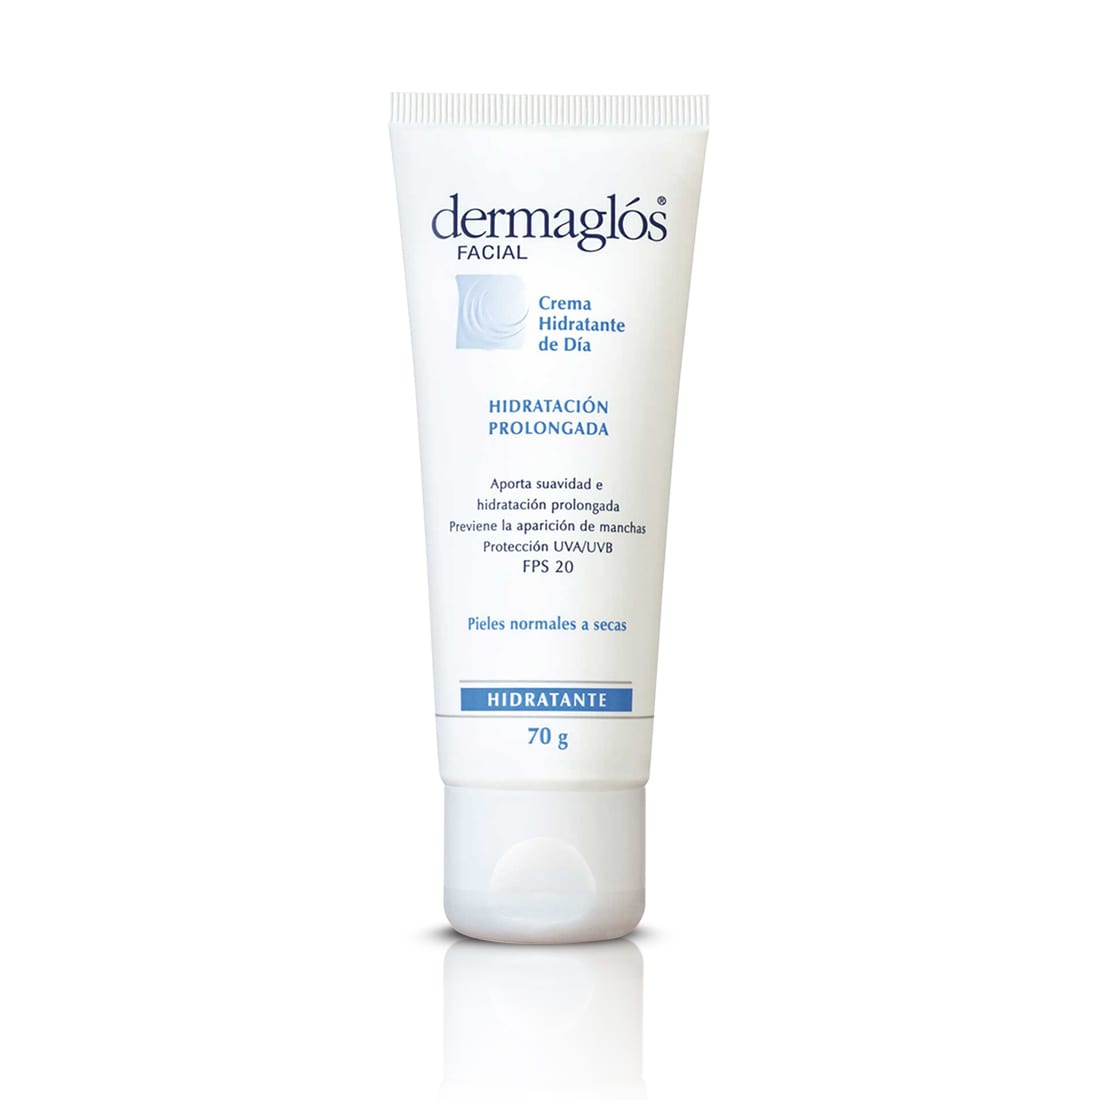 dermaglós®
FACIAL
Crema
Hidratante
de Día
HIDRATACIÓN
PROLONGADA
Aporta suavidad e
hidratación prolongada
Previene la aparición de manchas
Protección UVA/UVB
FPS 20
Pieles normales a secas
HIDRATANTE
70 g